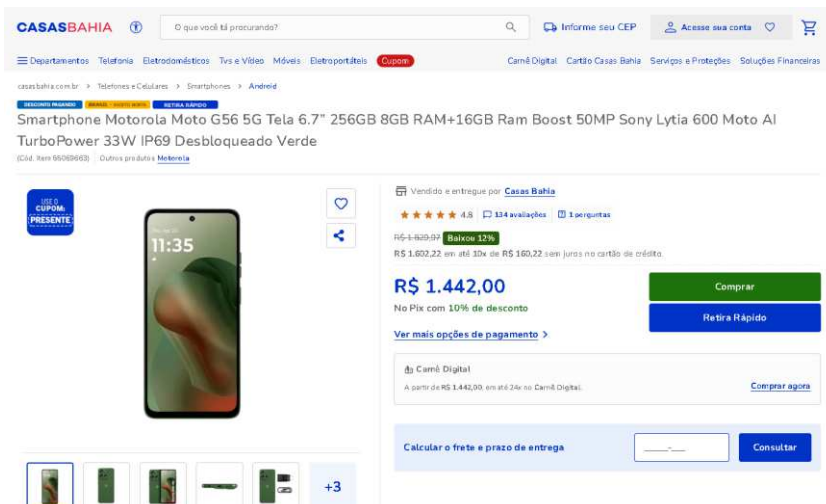 CASASBAHIA
O que você tá procurando?
Informe seu CEP
Acesse sua conta
Departamentos Telefonia Eletrodomésticos Tvs e Vídeo Móveis Eletroportáteis Cupom
Carnê Digital Cartão Casas Bahia Serviços e Proteções Soluções Financeiras
casasbahia.com.br > Telefones e Celulares > Smartphones > Android
DESCONTO PAGANDO
RETIRA RÁPIDO
Smartphone Motorola Moto G56 5G Tela 6.7" 256GB 8GB RAM+16GB Ram Boost 50MP Sony Lytia 600 Moto AI
TurboPower 33W IP69 Desbloqueado Verde
(Cód. Item 55069663) Outros produtos Motorola
USE O
CUPOM:
PRESENTE
11:35
+3
Vendido e entregue por Casas Bahia
4.8 134 avaliações 1 perguntas
Baixou 12%
R$ 1.602,22 em até 10x de R$ 160,22 sem juros no cartão de crédito
R$ 1.442,00
No Pix com 10% de desconto
Ver mais opções de pagamento >
Comprar
Retira Rápido
Carnê Digital
A partir de R$ 1.442,00, em até 24x no Carnê Digital.
Comprar agora
Calcular o frete e prazo de entrega
_____-___
Consultar